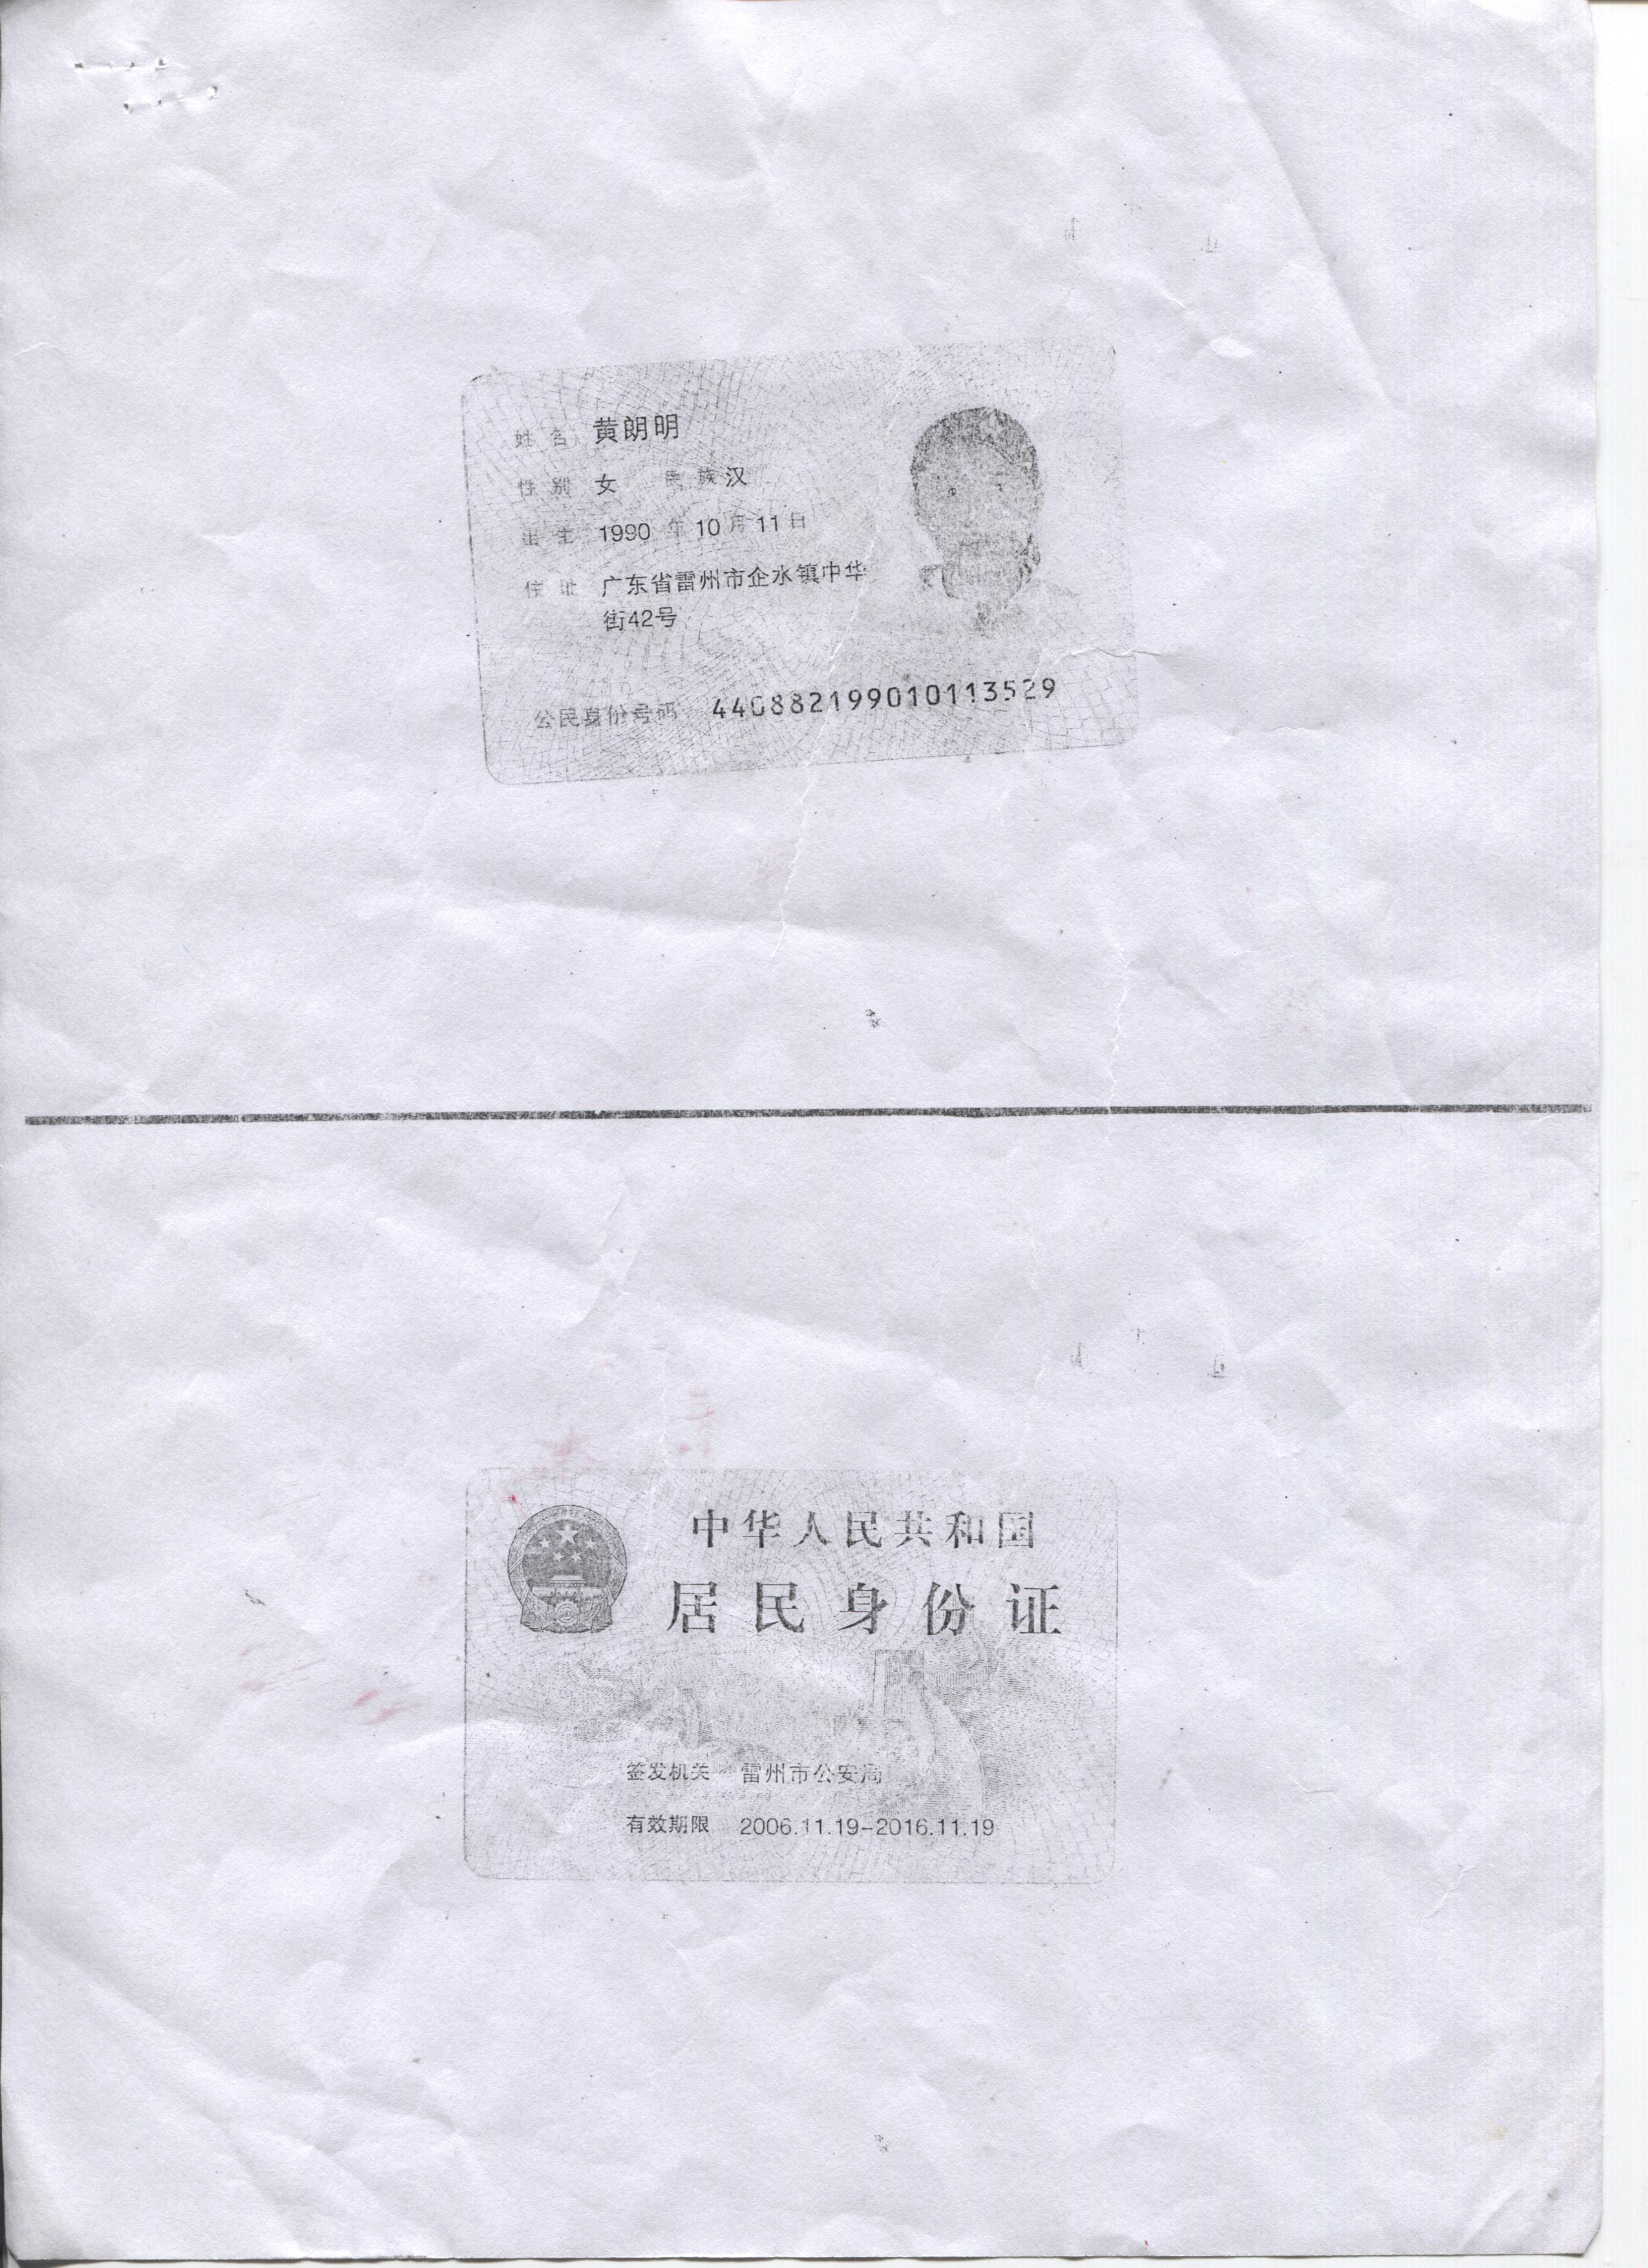 姓名 黄朗明
性别 女 民族 汉
出生 1990 年 10 月 11 日
住址 广东省雷州市企水镇中华
街42号
公民身份号码 440882199010113529
中华人民共和国
居民身份证
签发机关 雷州市公安局
有效期限 2006.11.19-2016.11.19